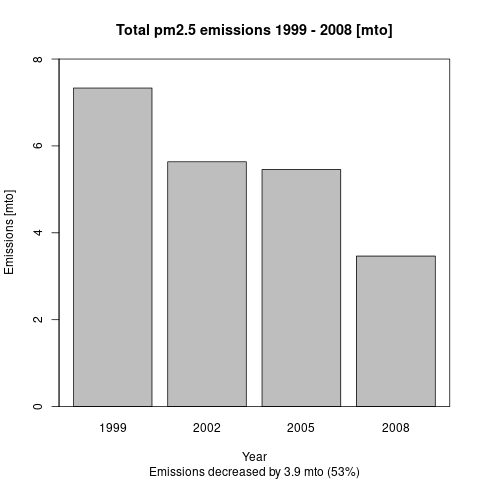 Total pm2.5 emissions 1999 - 2008 [mto]
Emissions [mto]
8
6
4
2
0
1999 2002 2005 2008
Year
Emissions decreased by 3.9 mto (53%)